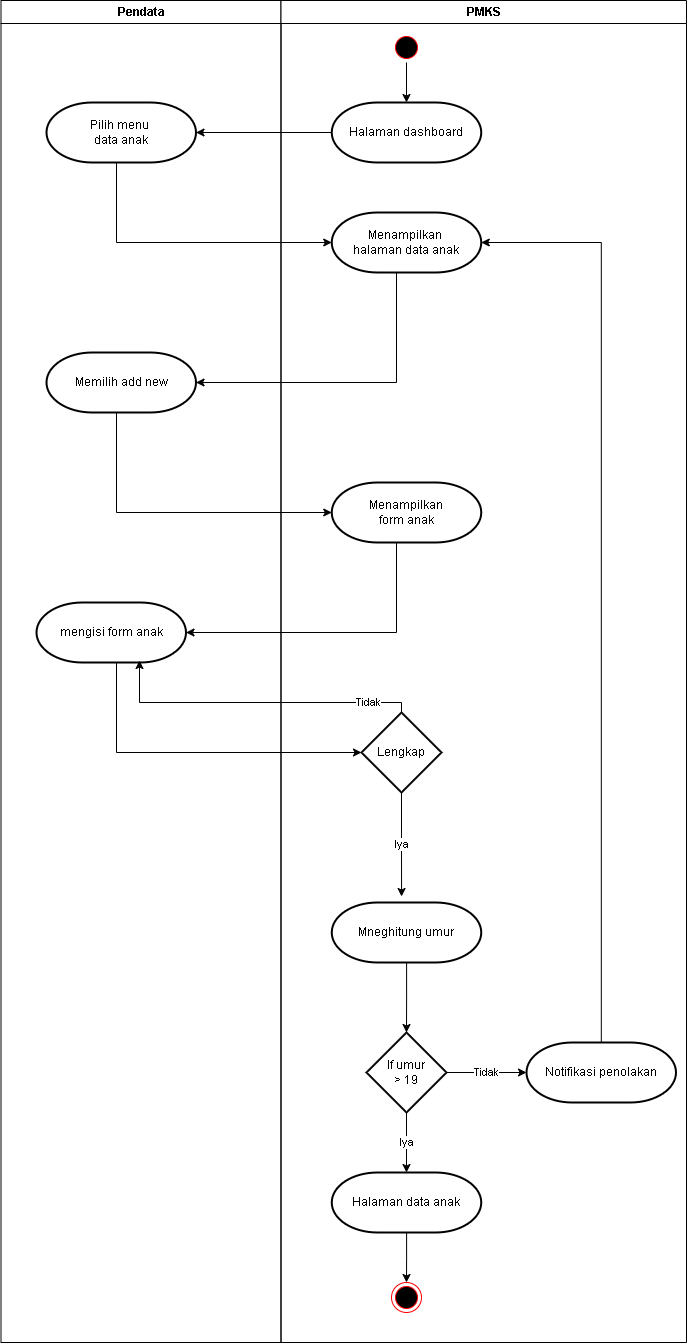 Pendata
PMKS
Pilih menu
data anak
Halaman dashboard
Menampilkan
halaman data anak
Memilih add new
Menampilkan
form anak
mengisi form anak
Tidak
Lengkap
Iya
Mneghitung umur
If umur
> 19
Tidak
Notifikasi penolakan
Iya
Halaman data anak